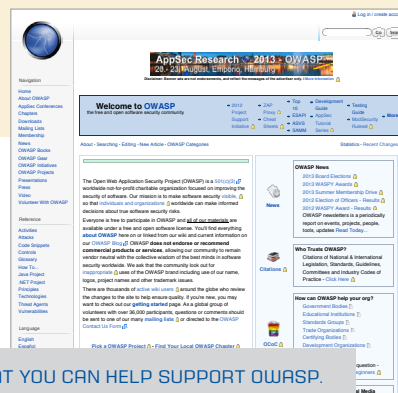 Log in / create acco
Go
Sear
AppSec Research - 2013 - OWASP
20.- 23. August, Emporio, Hamburg
Disclaimer: Banner ads are not endorsements, and reflect the messages of the advertiser only. | More information
Navigation
Home
About OWASP
AppSec Conferences
Chapters
Downloads
Mailing Lists
Membership
News
OWASP Books
OWASP Gear
OWASP Initiatives
OWASP Projects
Presentations
Press
Video
Volunteer With OWASP
Reference
Activities
Attacks
Code Snippets
Controls
Glossary
How To...
Java Project
.NET Project
Principles
Technologies
Threat Agents
Vulnerabilities
Language
English
Español
Welcome to OWASP
the free and open software security community
2012 Project Support Initiative
ZAP Proxy
Cheat Sheets
Top 10
ESAPI
ASVS
SAMM
Development Guide
AppSec Tutorial Series
Testing Guide
ModSecurity Ruleset
More
About - Searching - Editing - New Article - OWASP Categories
Statistics - Recent Changes
The Open Web Application Security Project (OWASP) is a 501(c)(3)
worldwide not-for-profit charitable organization focused on improving the
security of software. Our mission is to make software security visible,
so that individuals and organizations worldwide can make informed
decisions about true software security risks.
Everyone is free to participate in OWASP and all of our materials are
available under a free and open software license. You'll find everything
about OWASP here on or linked from our wiki and current information on
our OWASP Blog. OWASP does not endorse or recommend
commercial products or services, allowing our community to remain
vendor neutral with the collective wisdom of the best minds in software
security worldwide. We ask that the community look out for
inappropriate uses of the OWASP brand including use of our name,
logos, project names and other trademark issues.
There are thousands of active wiki users around the globe who review
the changes to the site to help ensure quality. If you're new, you may
want to check out our getting started page. As a global group of
volunteers with over 36,000 participants, questions or comments should
be sent to one of our many mailing lists or directed to the OWASP
Contact Us Form.
Pick a OWASP Project - Find Your Local OWASP Chapter
News
OWASP News
2013 Board Elections
2013 WASPY Awards
2013 Summer Membership Drive
2012 Election of Officers - Results
2012 WASPY Award - Results
OWASP newsletters is a periodically
report on events, projects, people,
tools, updates Read Today...
Citations
Who Trusts OWASP?
Citations of National & International
Legislation, Standards, Guidelines,
Committees and Industry Codes of
Practice - Click Here
OCoC
How can OWASP help your org?
Government Bodies
Educational Institutions
Standards Groups
Trade Organizations
Certifying Bodies
Development Organizations
question -
eginners
al Media
AT YOU CAN HELP SUPPORT OWASP.